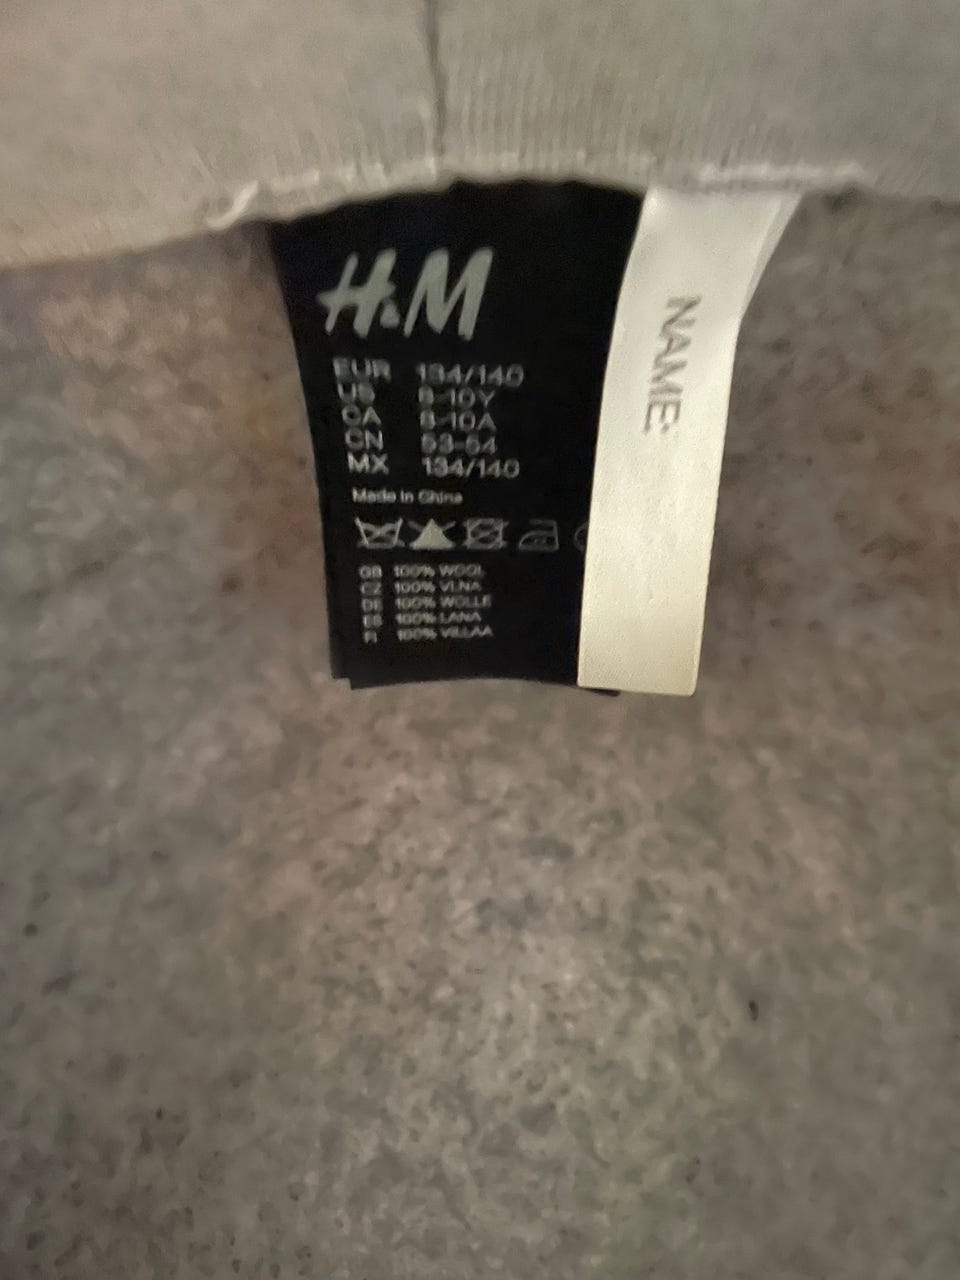 H&M
EUR 134/140
US 8-10Y
CA 8-10A
CN 53-54
MX 134/140
Made in China
GB 100% WOOL
CZ 100% VLNA
DE 100% WOLLE
ES 100% LANA
FI 100% VILLAA
NAME: